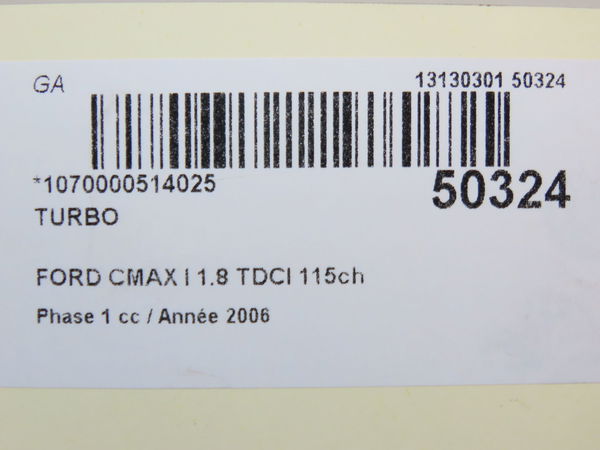 GA 13130301 50324
*1070000514025 50324
TURBO
FORD CMAX I 1.8 TDCI 115ch
Phase 1 cc / Année 2006